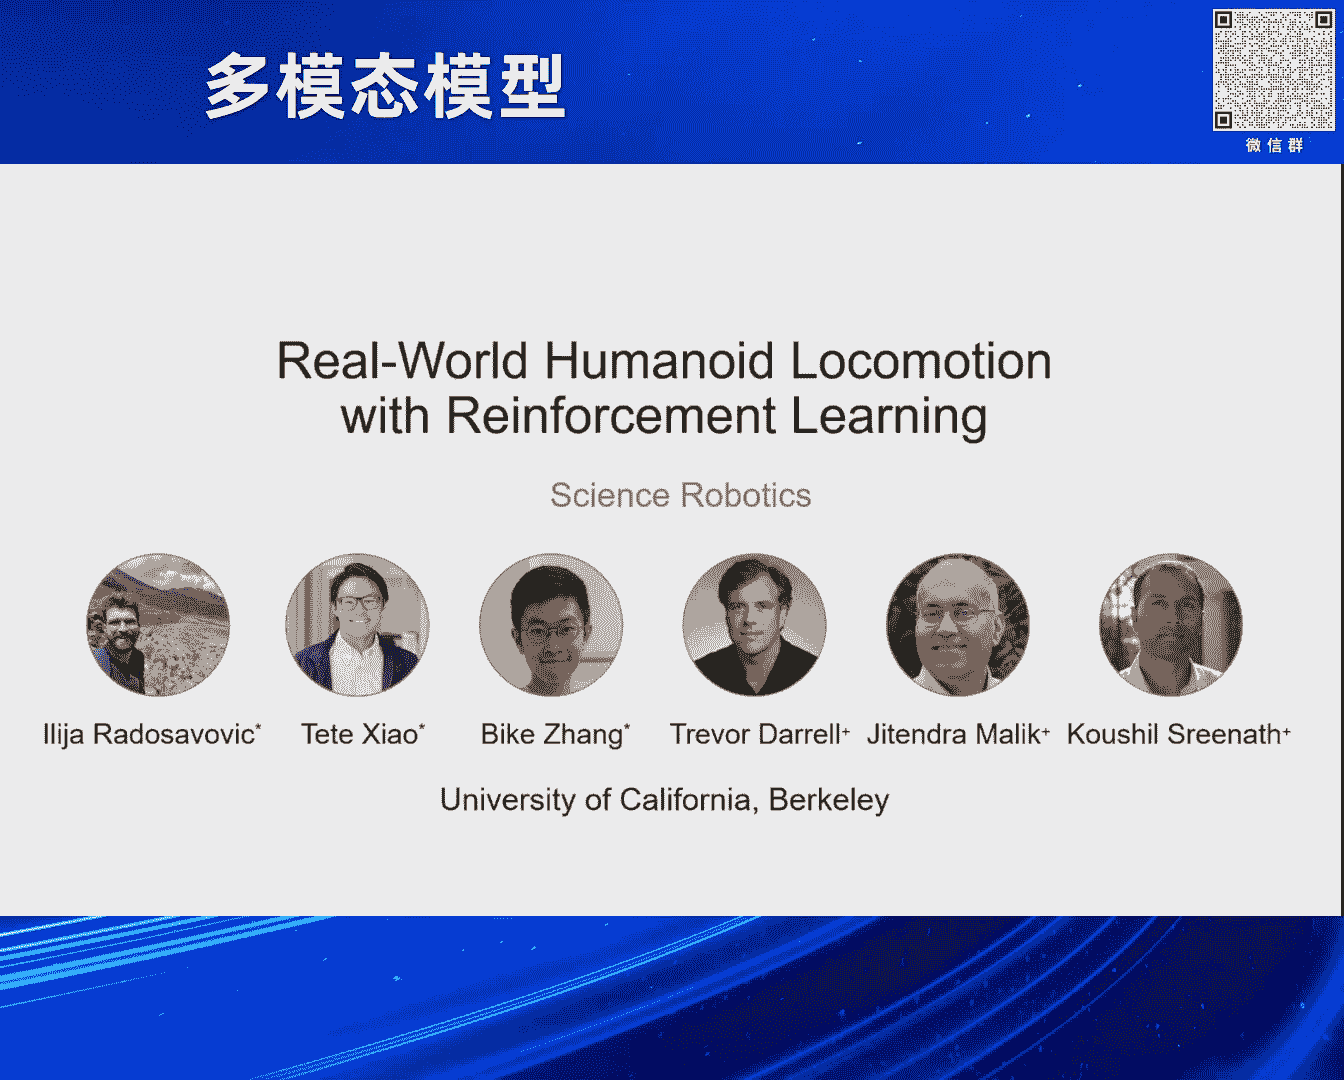 多模态模型
微信群
Real-World Humanoid Locomotion
with Reinforcement Learning
Science Robotics
Ilija Radosavovic* Tete Xiao* Bike Zhang* Trevor Darrell+ Jitendra Malik+ Koushil Sreenath+
University of California, Berkeley